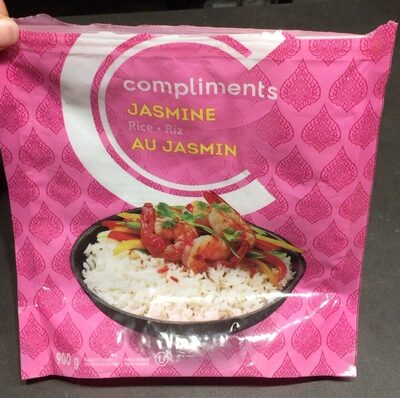 compliments
JASMINE
Rice • Riz
AU JASMIN
900 g
U